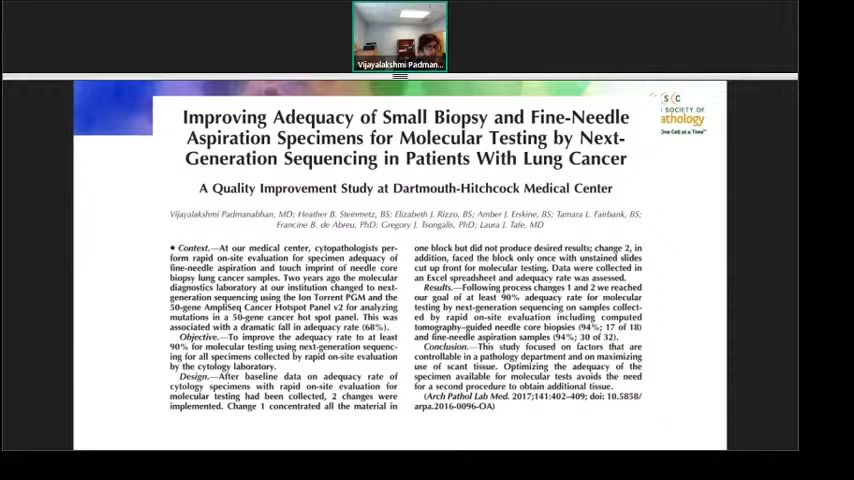 Vijayalakshmi Padman...
S C
SOCIETY OF
athology
One Cell at a Time
Improving Adequacy of Small Biopsy and Fine-Needle
Aspiration Specimens for Molecular Testing by Next-
Generation Sequencing in Patients With Lung Cancer
A Quality Improvement Study at Dartmouth-Hitchcock Medical Center
Vijayalakshmi Padmanabhan, MD; Heather B. Steinmetz, BS; Elizabeth J. Rizzo, BS; Amber J. Erskine, BS; Tamara L. Fairbank, BS;
Francine B. de Abreu, PhD; Gregory J. Tsongalis, PhD; Laura J. Tafe, MD
• Context.—At our medical center, cytopathologists per-
form rapid on-site evaluation for specimen adequacy of
fine-needle aspiration and touch imprint of needle core
biopsy lung cancer samples. Two years ago the molecular
diagnostics laboratory at our institution changed to next-
generation sequencing using the Ion Torrent PGM and the
50-gene AmpliSeq Cancer Hotspot Panel v2 for analyzing
mutations in a 50-gene cancer hot spot panel. This was
associated with a dramatic fall in adequacy rate (68%).
Objective.—To improve the adequacy rate to at least
90% for molecular testing using next-generation sequenc-
ing for all specimens collected by rapid on-site evaluation
by the cytology laboratory.
Design.—After baseline data on adequacy rate of
cytology specimens with rapid on-site evaluation for
molecular testing had been collected, 2 changes were
implemented. Change 1 concentrated all the material in
one block but did not produce desired results; change 2, in
addition, faced the block only once with unstained slides
cut up front for molecular testing. Data were collected in
an Excel spreadsheet and adequacy rate was assessed.
Results.—Following process changes 1 and 2 we reached
our goal of at least 90% adequacy rate for molecular
testing by next-generation sequencing on samples collect-
ed by rapid on-site evaluation including computed
tomography–guided needle core biopsies (94%; 17 of 18)
and fine-needle aspiration samples (94%; 30 of 32).
Conclusion.—This study focused on factors that are
controllable in a pathology department and on maximizing
use of scant tissue. Optimizing the adequacy of the
specimen available for molecular tests avoids the need
for a second procedure to obtain additional tissue.
(Arch Pathol Lab Med. 2017;141:402–409; doi: 10.5858/
arpa.2016-0096-OA)